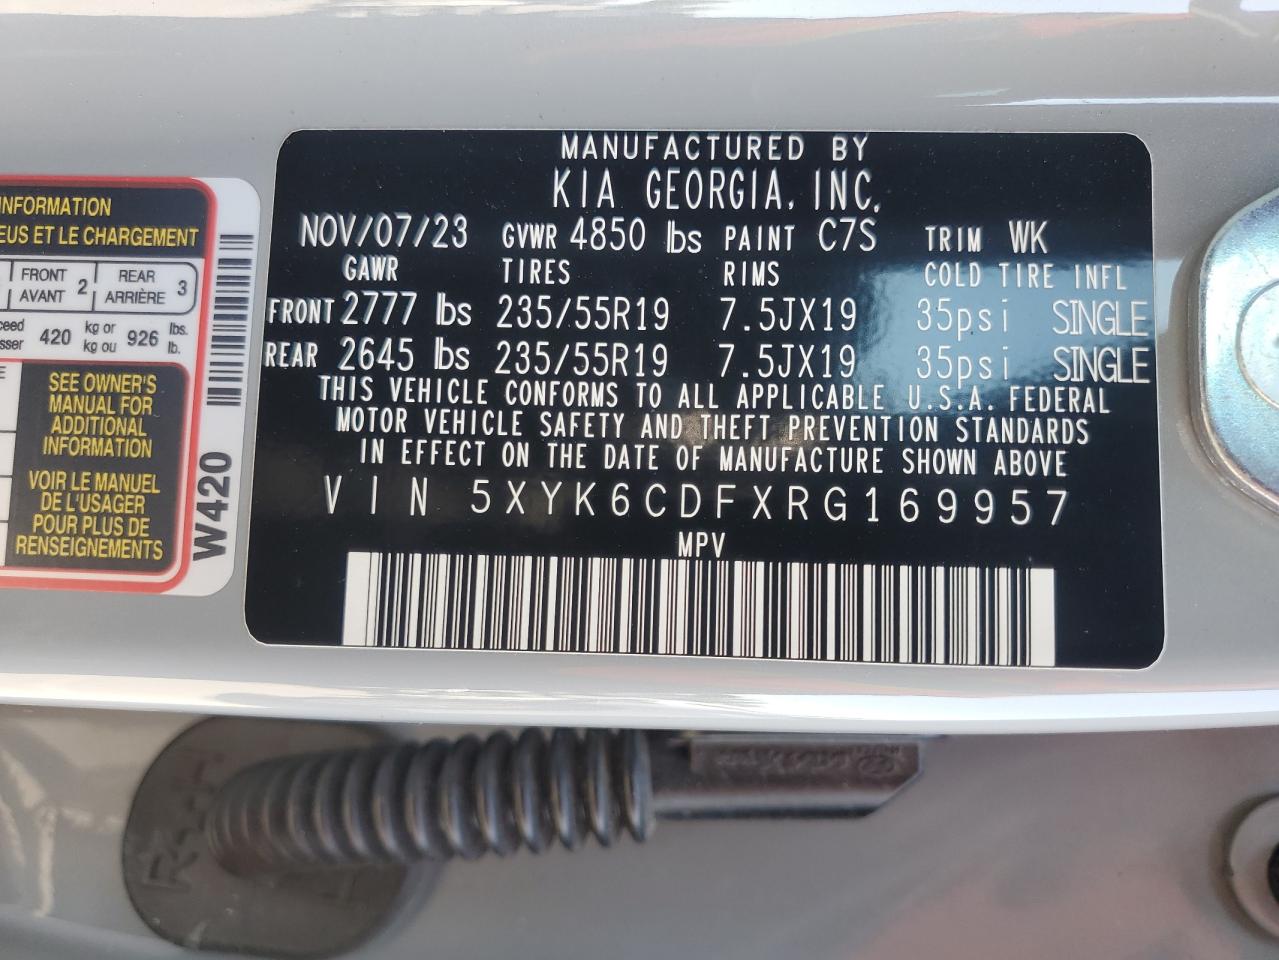 INFORMATION
EUS ET LE CHARGEMENT
FRONT 2 REAR 3
AVANT ARRIÈRE
kg or lbs.
420 926
kg ou lb.
SEE OWNER'S
MANUAL FOR
ADDITIONAL
INFORMATION
VOIR LE MANUEL
DE L'USAGER
POUR PLUS DE
RENSEIGNEMENTS
W420
MANUFACTURED BY
KIA GEORGIA, INC.
NOV/07/23 GVWR 4850 lbs PAINT C7S TRIM WK
GAWR TIRES RIMS COLD TIRE INFL
FRONT 2777 lbs 235/55R19 7.5JX19 35psi SINGLE
REAR 2645 lbs 235/55R19 7.5JX19 35psi SINGLE
THIS VEHICLE CONFORMS TO ALL APPLICABLE U.S.A. FEDERAL
MOTOR VEHICLE SAFETY AND THEFT PREVENTION STANDARDS
IN EFFECT ON THE DATE OF MANUFACTURE SHOWN ABOVE
VIN 5XYK6CDFXRG169957
MPV